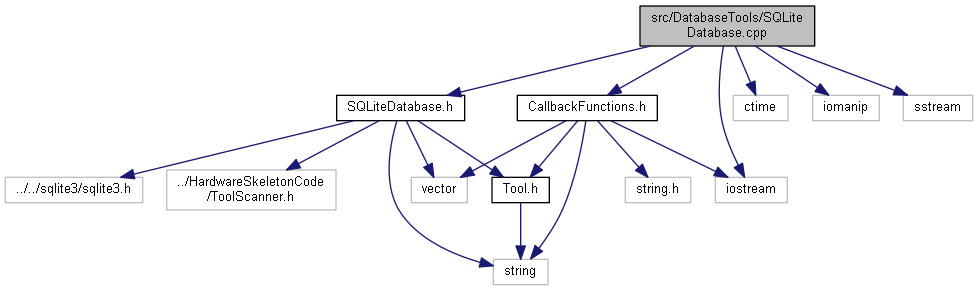 src/DatabaseTools/SQLite
Database.cpp
SQLiteDatabase.h
CallbackFunctions.h
ctime
iomanip
sstream
../../sqlite3/sqlite3.h
../HardwareSkeletonCode
/ToolScanner.h
vector
Tool.h
string.h
iostream
string